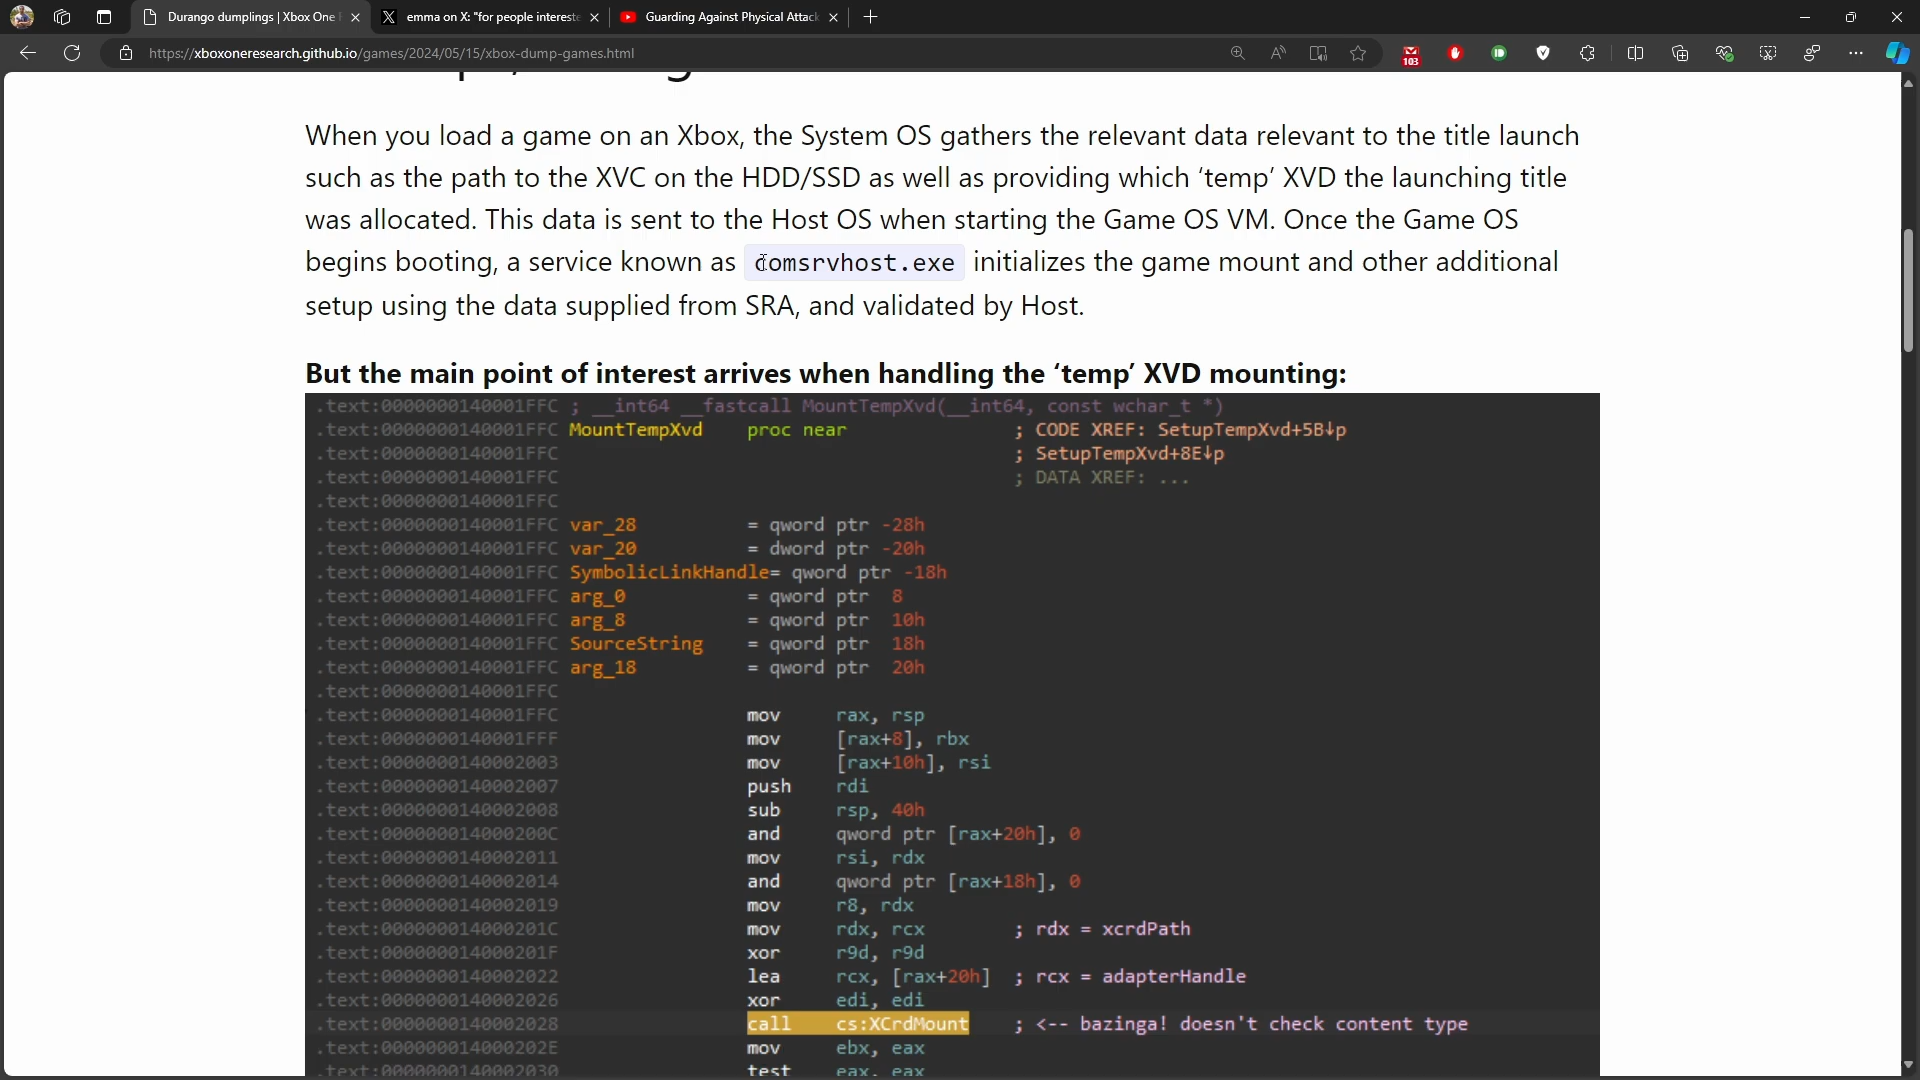 Durango dumplings | Xbox One
emma on X: "for people intereste
Guarding Against Physical Attack
https://xboxoneresearch.github.io/games/2024/05/15/xbox-dump-games.html
103
When you load a game on an Xbox, the System OS gathers the relevant data relevant to the title launch
such as the path to the XVC on the HDD/SSD as well as providing which ‘temp’ XVD the launching title
was allocated. This data is sent to the Host OS when starting the Game OS VM. Once the Game OS
begins booting, a service known as comsrvhost.exe initializes the game mount and other additional
setup using the data supplied from SRA, and validated by Host.
But the main point of interest arrives when handling the ‘temp’ XVD mounting:
.text:0000000140001FFC ; __int64 __fastcall MountTempXvd(__int64, const wchar_t *)
.text:0000000140001FFC MountTempXvd proc near ; CODE XREF: SetupTempXvd+5B↓p
.text:0000000140001FFC ; SetupTempXvd+8E↓p
.text:0000000140001FFC ; DATA XREF: ...
.text:0000000140001FFC
.text:0000000140001FFC var_28 = qword ptr -28h
.text:0000000140001FFC var_20 = dword ptr -20h
.text:0000000140001FFC SymbolicLinkHandle= qword ptr -18h
.text:0000000140001FFC arg_0 = qword ptr 8
.text:0000000140001FFC arg_8 = qword ptr 10h
.text:0000000140001FFC SourceString = qword ptr 18h
.text:0000000140001FFC arg_18 = qword ptr 20h
.text:0000000140001FFC
.text:0000000140001FFC mov rax, rsp
.text:0000000140001FFF mov [rax+8], rbx
.text:0000000140002003 mov [rax+10h], rsi
.text:0000000140002007 push rdi
.text:0000000140002008 sub rsp, 40h
.text:000000014000200C and qword ptr [rax+20h], 0
.text:0000000140002011 mov rsi, rdx
.text:0000000140002014 and qword ptr [rax+18h], 0
.text:0000000140002019 mov r8, rdx
.text:000000014000201C mov rdx, rcx ; rdx = xcrdPath
.text:000000014000201F xor r9d, r9d
.text:0000000140002022 lea rcx, [rax+20h] ; rcx = adapterHandle
.text:0000000140002026 xor edi, edi
.text:0000000140002028 call cs:XCrdMount ; <-- bazinga! doesn't check content type
.text:000000014000202E mov ebx, eax
.text:0000000140002030 test eax, eax